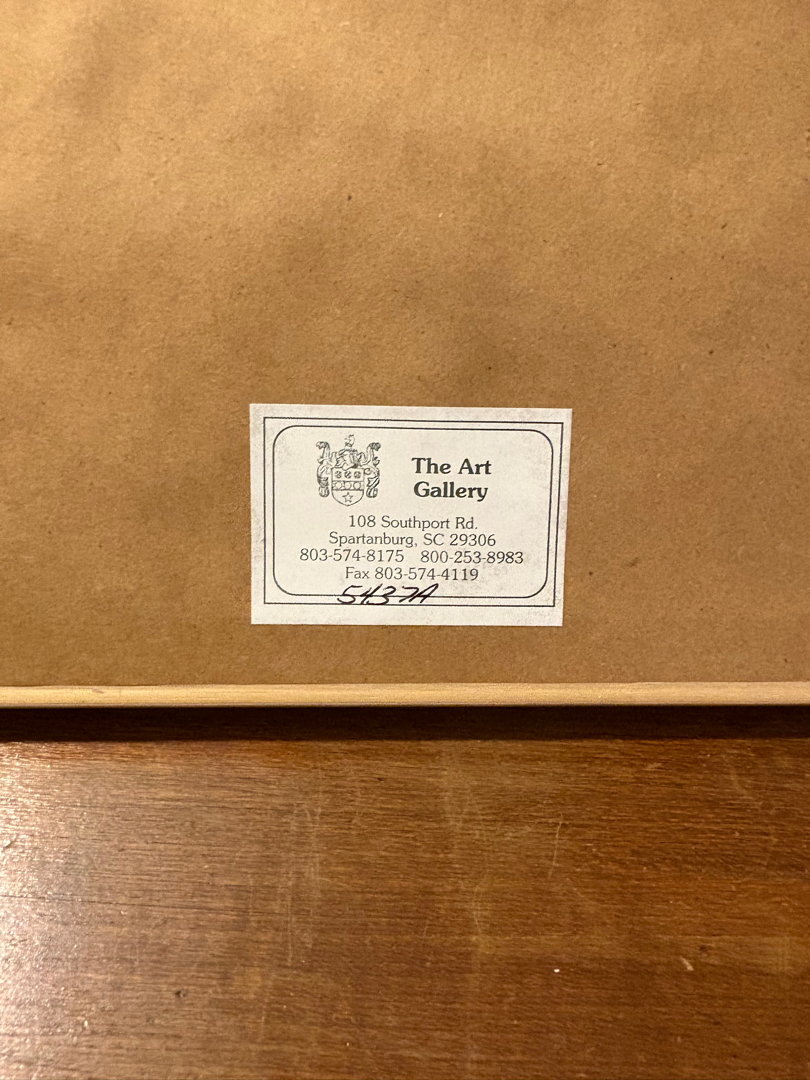 The Art
Gallery
108 Southport Rd.
Spartanburg, SC 29306
803-574-8175 800-253-8983
Fax 803-574-4119
5437A